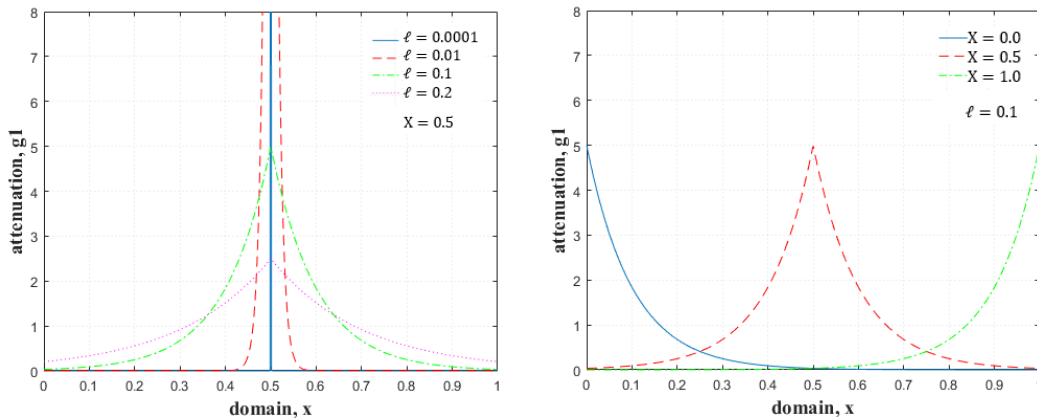 8
7
6
5
4
3
2
1
0
attenuation, g1
ℓ = 0.0001
ℓ = 0.01
ℓ = 0.1
ℓ = 0.2
X = 0.5
0 0.1 0.2 0.3 0.4 0.5 0.6 0.7 0.8 0.9 1
domain, x
8
7
6
5
4
3
2
1
0
attenuation, g1
X = 0.0
X = 0.5
X = 1.0
ℓ = 0.1
0 0.1 0.2 0.3 0.4 0.5 0.6 0.7 0.8 0.9 1
domain, x